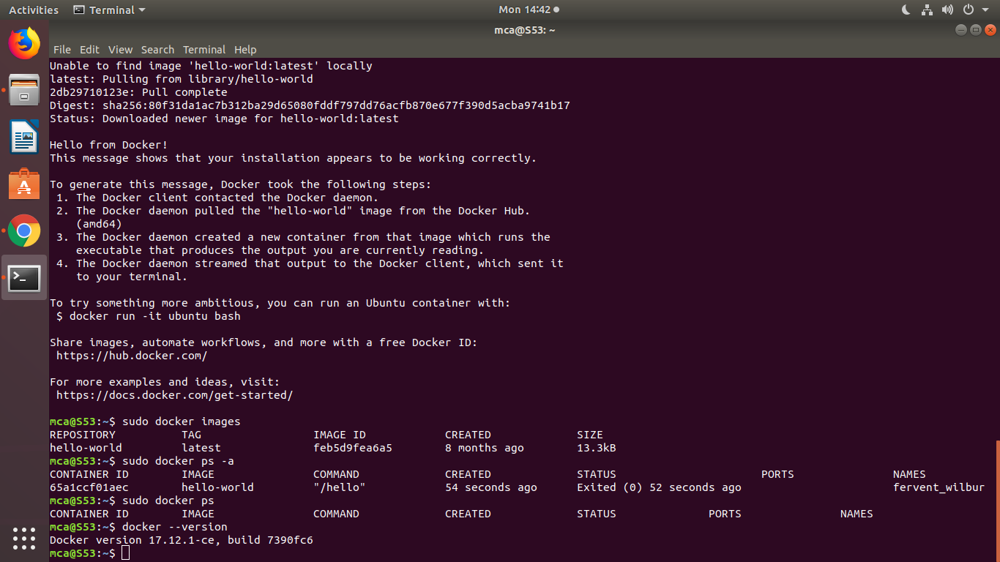 Activities Terminal Mon 14:42
mca@S53: ~
File Edit View Search Terminal Help
Unable to find image 'hello-world:latest' locally
latest: Pulling from library/hello-world
2db29710123e: Pull complete
Digest: sha256:80f31da1ac7b312ba29d65080fddf797dd76acfb870e677f390d5acba9741b17
Status: Downloaded newer image for hello-world:latest
Hello from Docker!
This message shows that your installation appears to be working correctly.
To generate this message, Docker took the following steps:
1. The Docker client contacted the Docker daemon.
2. The Docker daemon pulled the "hello-world" image from the Docker Hub.
(amd64)
3. The Docker daemon created a new container from that image which runs the
executable that produces the output you are currently reading.
4. The Docker daemon streamed that output to the Docker client, which sent it
to your terminal.
To try something more ambitious, you can run an Ubuntu container with:
$ docker run -it ubuntu bash
Share images, automate workflows, and more with a free Docker ID:
https://hub.docker.com/
For more examples and ideas, visit:
https://docs.docker.com/get-started/
mca@S53:~$ sudo docker images
REPOSITORY TAG IMAGE ID CREATED SIZE
hello-world latest feb5d9fea6a5 8 months ago 13.3kB
mca@S53:~$ sudo docker ps -a
CONTAINER ID IMAGE COMMAND CREATED STATUS PORTS NAMES
65a1ccf01aec hello-world "/hello" 54 seconds ago Exited (0) 52 seconds ago fervent_wilbur
mca@S53:~$ sudo docker ps
CONTAINER ID IMAGE COMMAND CREATED STATUS PORTS NAMES
mca@S53:~$ docker --version
Docker version 17.12.1-ce, build 7390fc6
mca@S53:~$